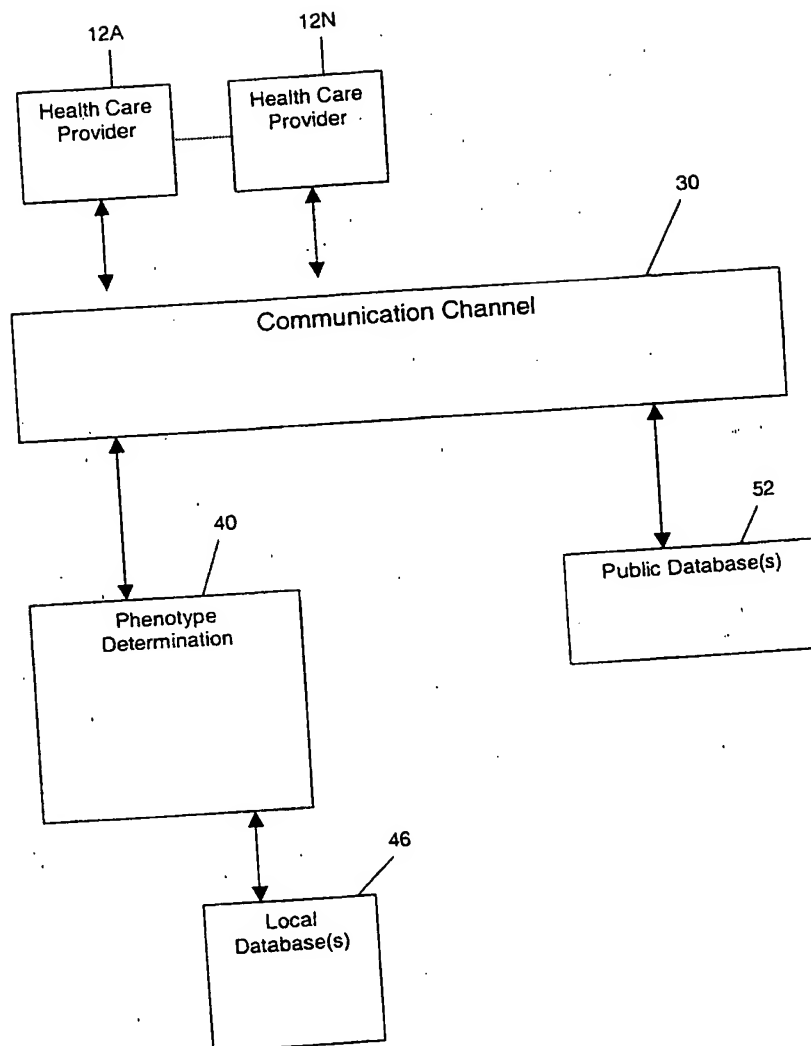 12A
12N
Health Care
Provider
Health Care
Provider
30
Communication Channel
40
52
Phenotype
Determination
Public Database(s)
46
Local
Database(s)